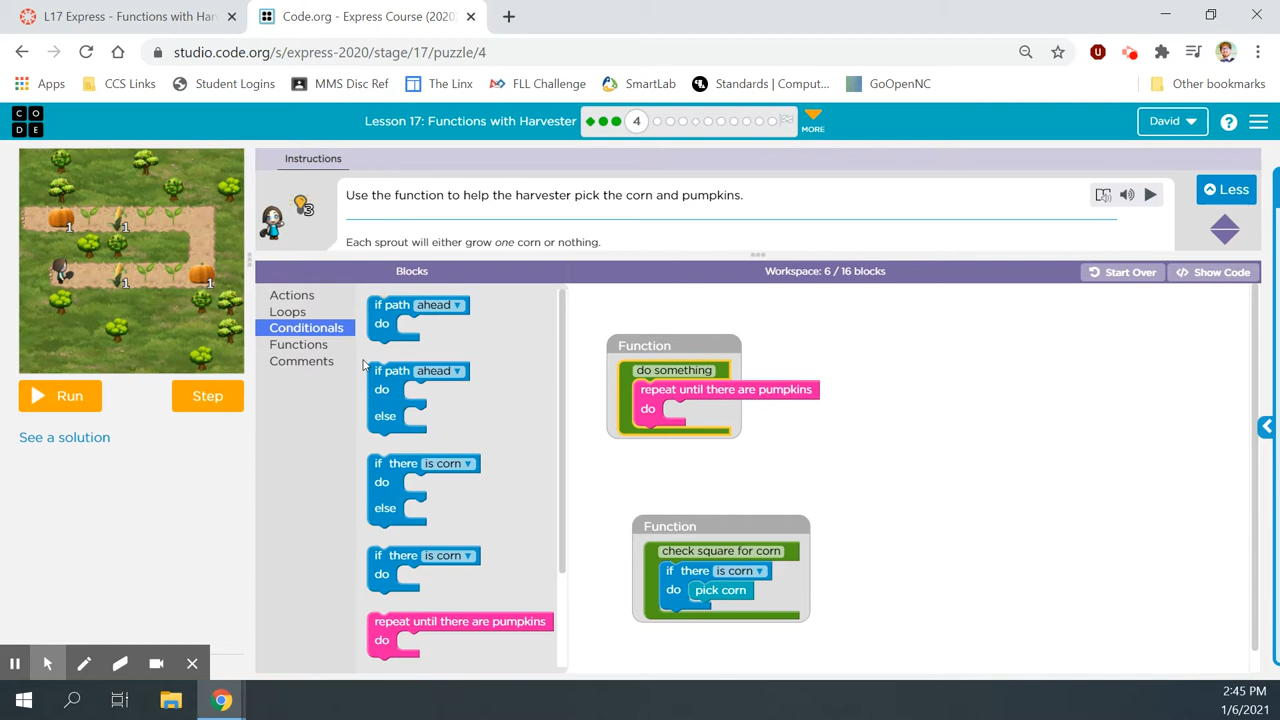 L17 Express - Functions with Har
Code.org - Express Course (2020
studio.code.org/s/express-2020/stage/17/puzzle/4
Apps
CCS Links
Student Logins
MMS Disc Ref
The Linx
FLL Challenge
SmartLab
Standards | Comput...
GoOpenNC
Other bookmarks
C O
D E
Lesson 17: Functions with Harvester
4
MORE
David
?
Instructions
3
Use the function to help the harvester pick the corn and pumpkins.
Each sprout will either grow one corn or nothing.
Less
1
1
1
1
Run
Step
See a solution
Blocks
Workspace: 6 / 16 blocks
Start Over
Show Code
Actions
Loops
Conditionals
Functions
Comments
if path ahead
do
if path ahead
do
else
if there is corn
do
else
if there is corn
do
repeat until there are pumpkins
do
Function
do something
repeat until there are pumpkins
do
Function
check square for corn
if there is corn
do pick corn
2:45 PM
1/6/2021